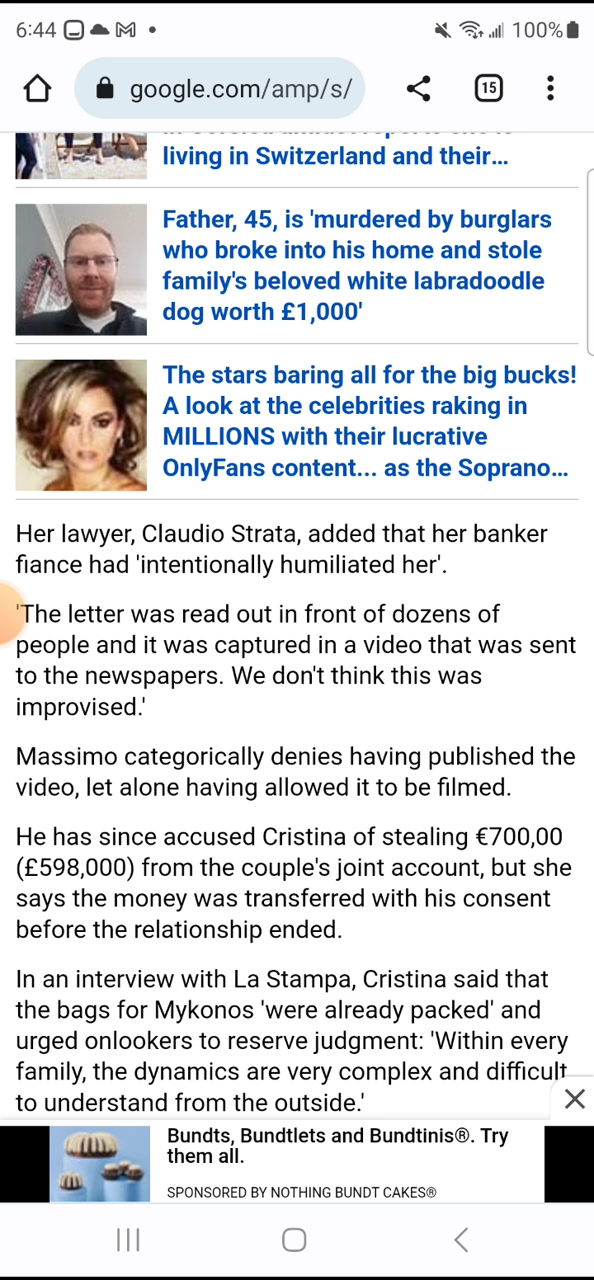 6:44
100%
google.com/amp/s/
15
living in Switzerland and their...
Father, 45, is 'murdered by burglars
who broke into his home and stole
family's beloved white labradoodle
dog worth £1,000'
The stars baring all for the big bucks!
A look at the celebrities raking in
MILLIONS with their lucrative
OnlyFans content... as the Soprano...
Her lawyer, Claudio Strata, added that her banker
fiance had 'intentionally humiliated her'.
'The letter was read out in front of dozens of
people and it was captured in a video that was sent
to the newspapers. We don't think this was
improvised.'
Massimo categorically denies having published the
video, let alone having allowed it to be filmed.
He has since accused Cristina of stealing €700,00
(£598,000) from the couple's joint account, but she
says the money was transferred with his consent
before the relationship ended.
In an interview with La Stampa, Cristina said that
the bags for Mykonos 'were already packed' and
urged onlookers to reserve judgment: 'Within every
family, the dynamics are very complex and difficult
to understand from the outside.'
Bundts, Bundtlets and Bundtinis®. Try
them all.
SPONSORED BY NOTHING BUNDT CAKES®